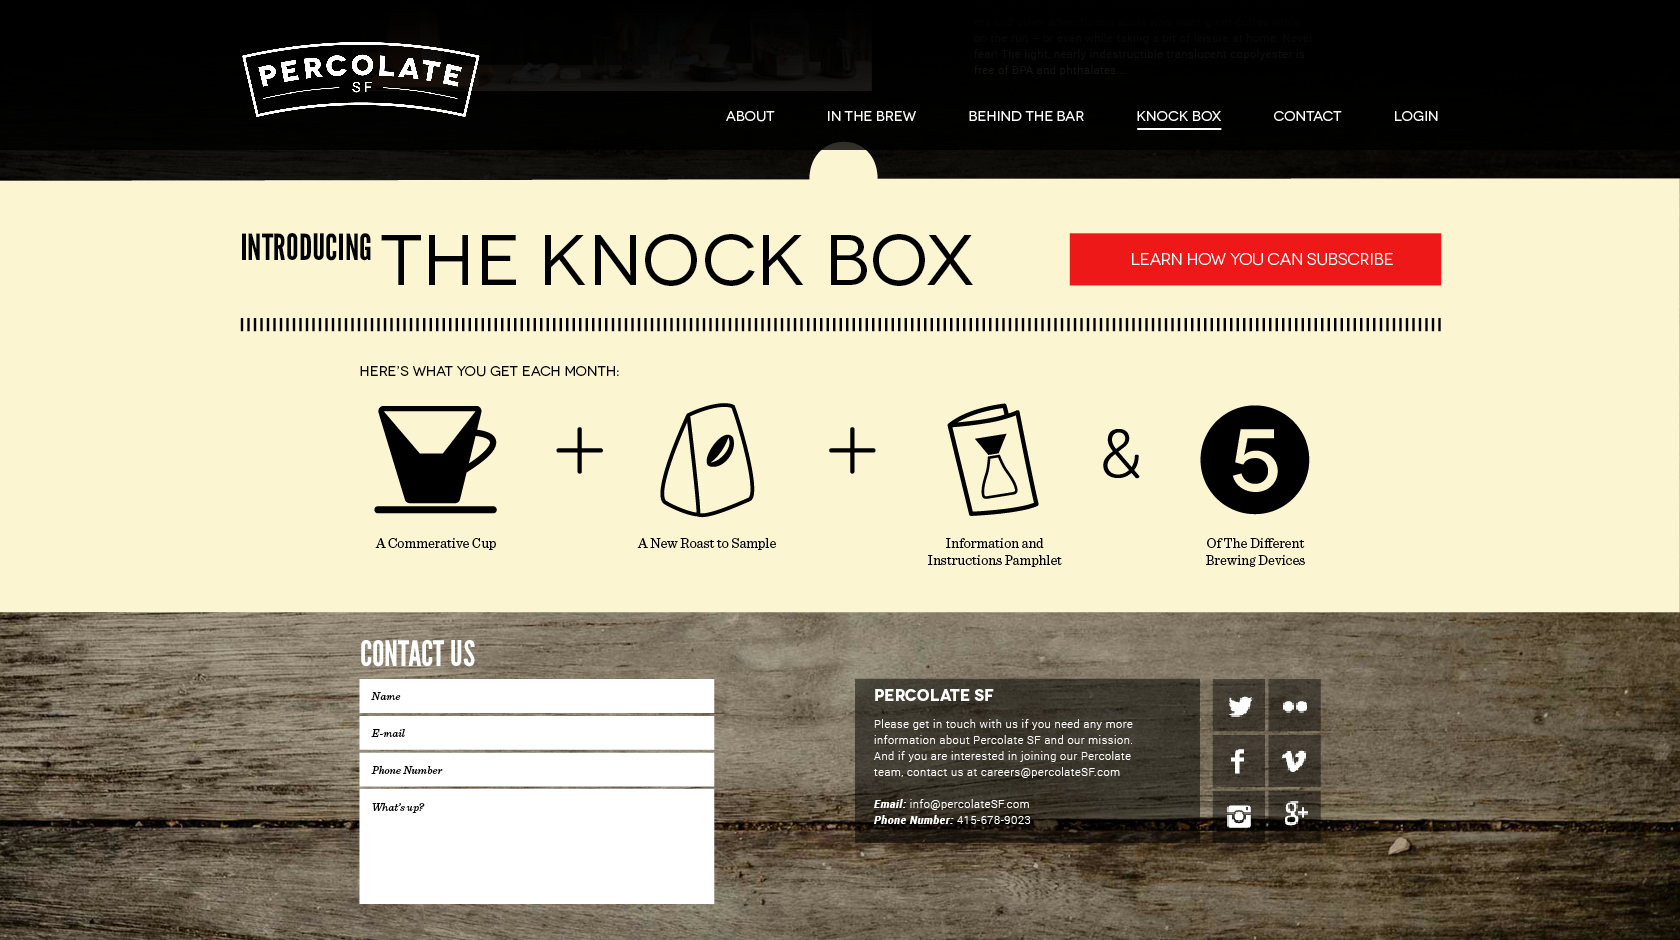 on the run – or even while taking a bit of leisure at home. Never
fear! The light, nearly indestructible translucent copolyester is
free of BPA and phthalates...
PERCOLATE
SF
ABOUT
IN THE BREW
BEHIND THE BAR
KNOCK BOX
CONTACT
LOGIN
INTRODUCING THE KNOCK BOX
LEARN HOW YOU CAN SUBSCRIBE
HERE'S WHAT YOU GET EACH MONTH:
+
+
&
5
A Commerative Cup
A New Roast to Sample
Information and
Instructions Pamphlet
Of The Different
Brewing Devices
CONTACT US
Name
E-mail
Phone Number
What's up?
PERCOLATE SF
Please get in touch with us if you need any more
information about Percolate SF and our mission.
And if you are interested in joining our Percolate
team, contact us at careers@percolateSF.com
Email: info@percolateSF.com
Phone Number: 415-678-9023